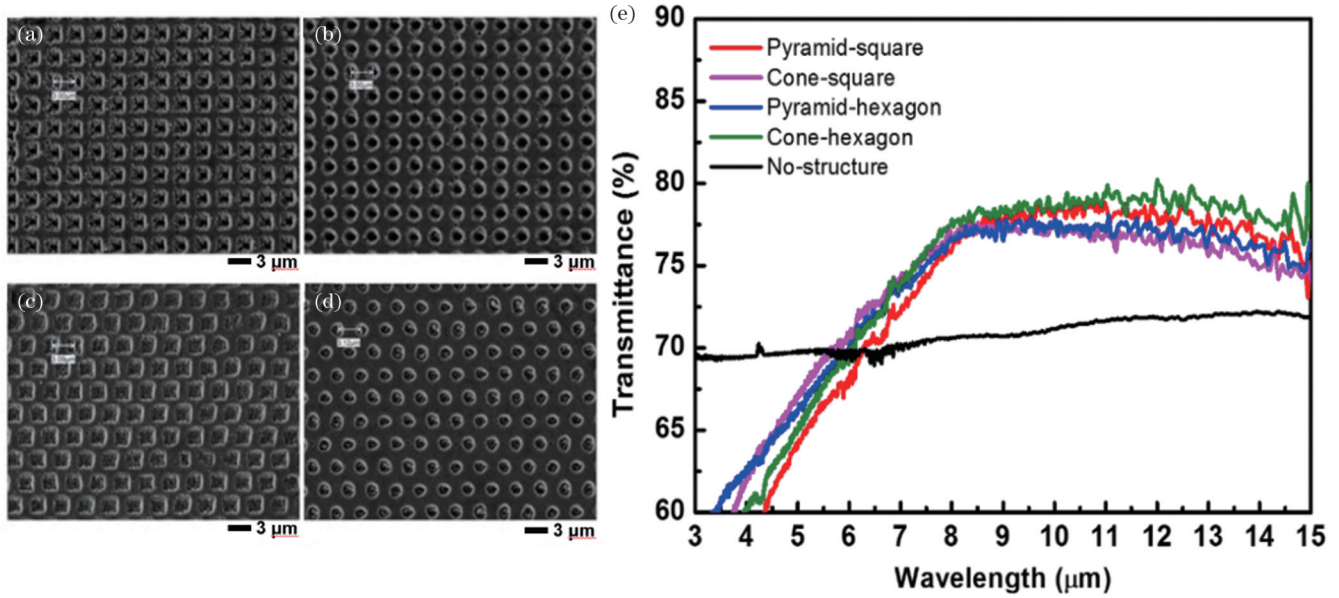 (a)
(b)
3 μm
3 μm
(c)
(d)
3 μm
3 μm
(e)
90
85
80
75
70
65
60
Transmittance (%)
Pyramid-square
Cone-square
Pyramid-hexagon
Cone-hexagon
No-structure
3 4 5 6 7 8 9 10 11 12 13 14 15
Wavelength (μm)